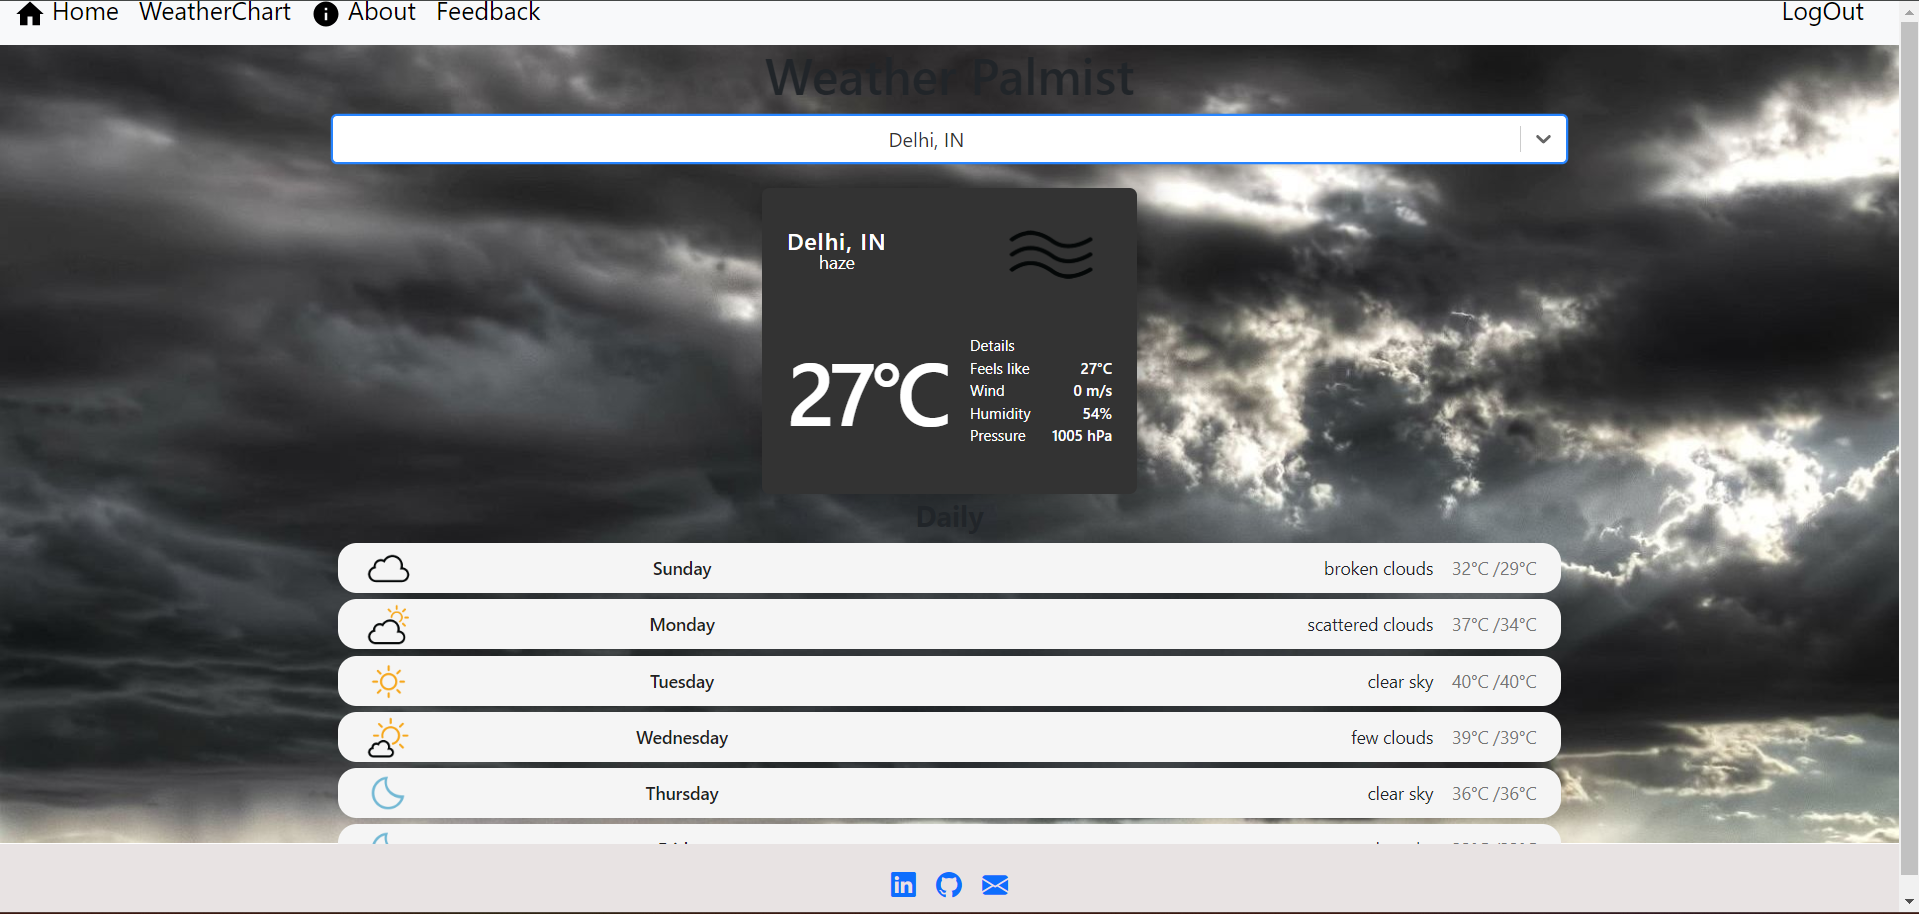 Home WeatherChart About Feedback LogOut
Weather Palmist
Delhi, IN
Delhi, IN
haze
27°C
Details
Feels like 27°C
Wind 0 m/s
Humidity 54%
Pressure 1005 hPa
Daily
Sunday broken clouds 32°C /29°C
Monday scattered clouds 37°C /34°C
Tuesday clear sky 40°C /40°C
Wednesday few clouds 39°C /39°C
Thursday clear sky 36°C /36°C